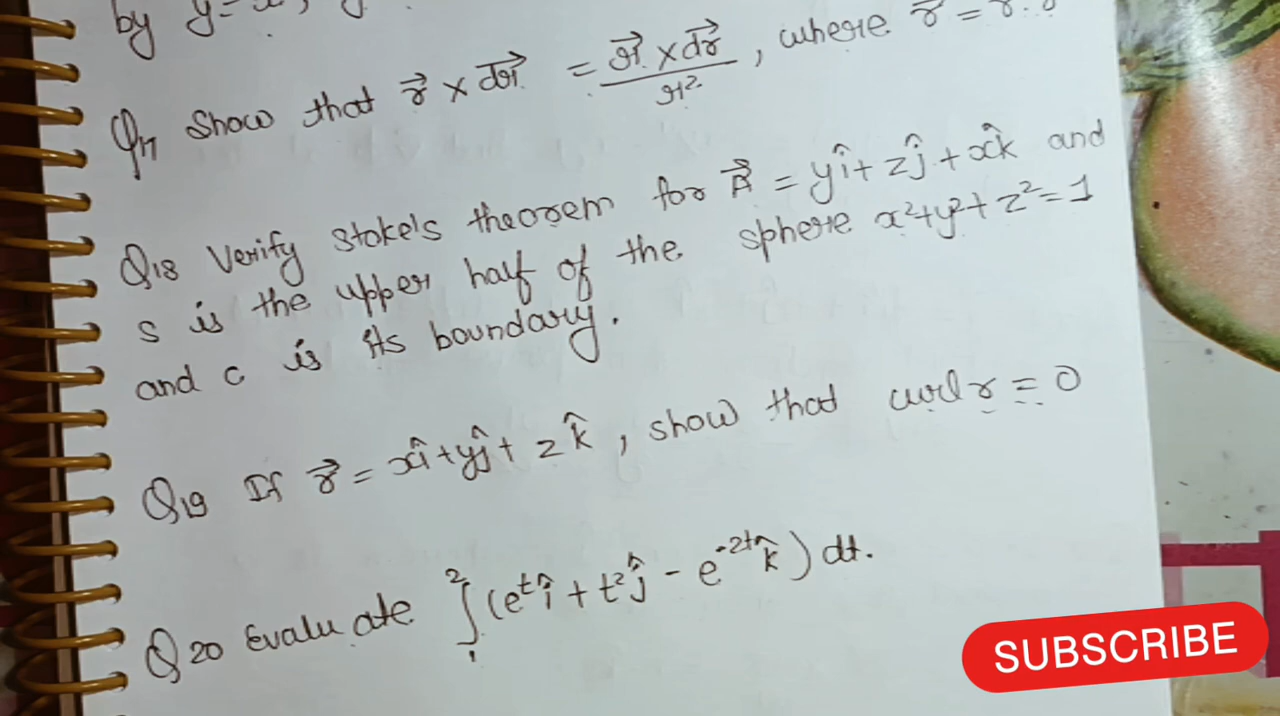 by y=x, y
Q17 Show that r⃗ × dr⃗ = r⃗ × dr⃗ / r², where r⃗ = r.
Q18 Verify stoke's theorem for A⃗ = yî + zĵ + xk̂ and
s is the upper half of the sphere x²+y²+z²=1
and c is its boundary.
Q19 If r⃗ = xî+yĵ+zk̂, show that curl r = 0
Q20 Evaluate ∫₁² (eᵗî + t²ĵ - e⁻²ᵗk̂) dt.
SUBSCRIBE